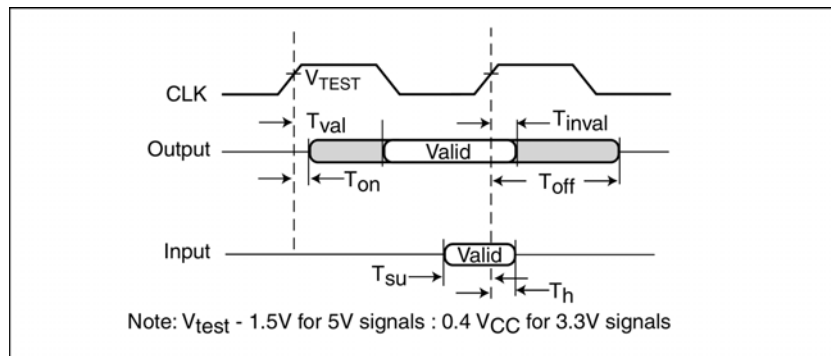 VTEST
CLK
Tval
Tinval
Output
Valid
Ton
Toff
Input
Valid
Tsu
Th
Note: Vtest - 1.5V for 5V signals : 0.4 VCC for 3.3V signals